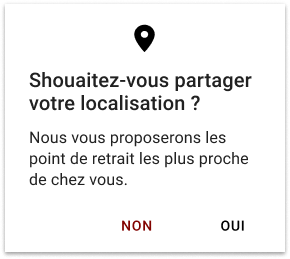 Shouaitez-vous partager
votre localisation ?
Nous vous proposerons les
point de retrait les plus proche
de chez vous.
NON
OUI